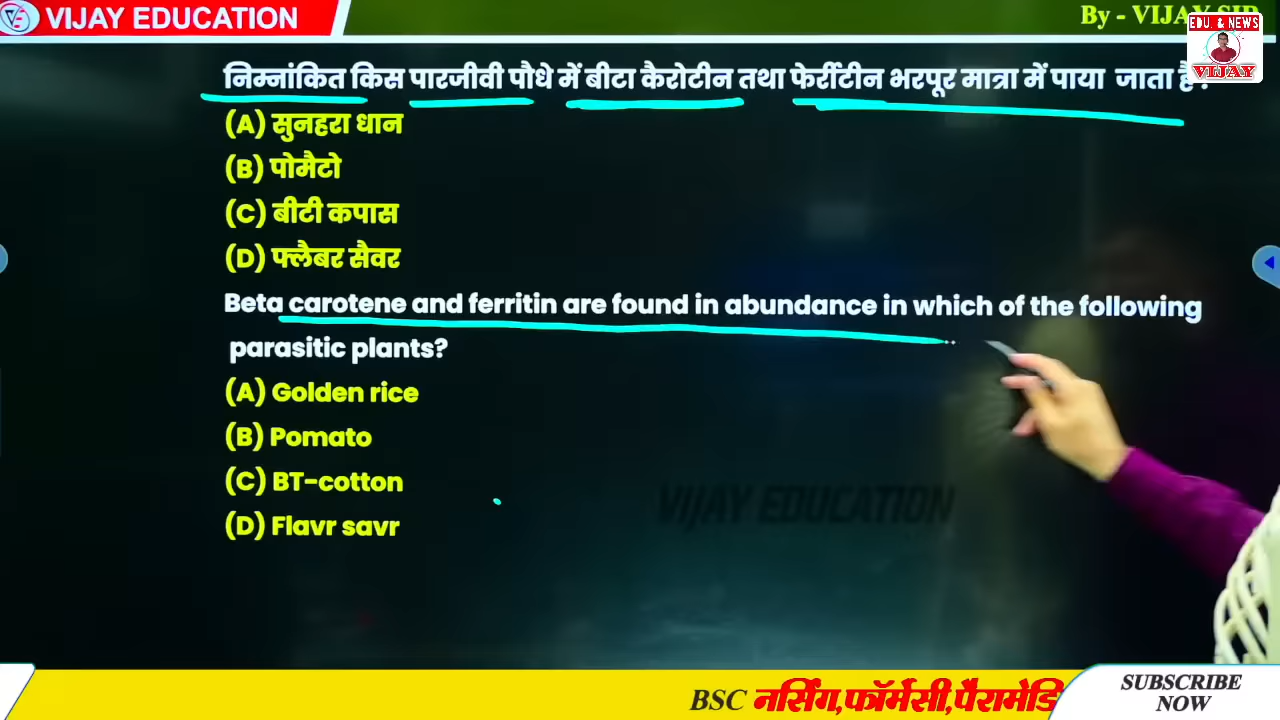 VIJAY EDUCATION
By - VIJAY SIR
EDU. & NEWS
VIJAY
निम्नांकित किस पारजीवी पौधे में बीटा कैरोटीन तथा फेर्रीटीन भरपूर मात्रा में पाया जाता है ?
(A) सुनहरा धान
(B) पोमैटो
(C) बीटी कपास
(D) फ्लैबर सैवर
Beta carotene and ferritin are found in abundance in which of the following
parasitic plants?
(A) Golden rice
(B) Pomato
(C) BT-cotton
(D) Flavr savr
VIJAY EDUCATION
BSC नर्सिंग,फॉर्मेसी,पैरामेडि
SUBSCRIBE
NOW